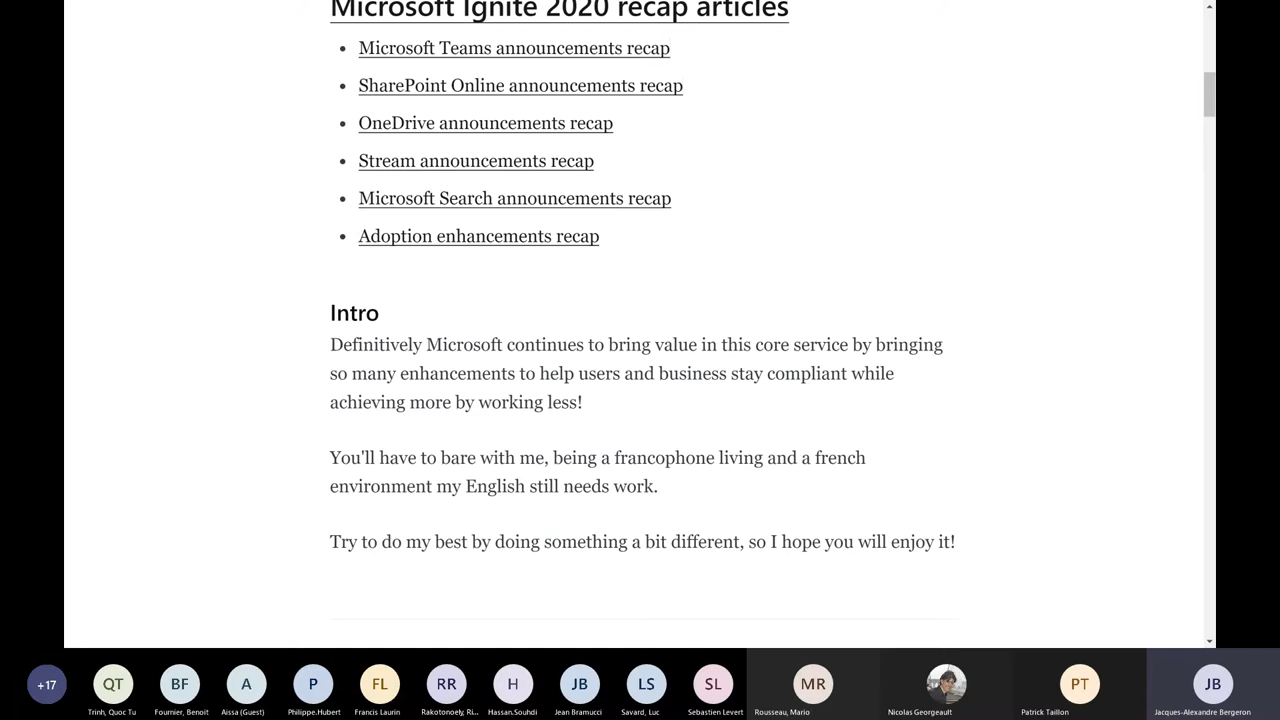 Microsoft Ignite 2020 recap articles
• Microsoft Teams announcements recap
• SharePoint Online announcements recap
• OneDrive announcements recap
• Stream announcements recap
• Microsoft Search announcements recap
• Adoption enhancements recap
Intro
Definitively Microsoft continues to bring value in this core service by bringing
so many enhancements to help users and business stay compliant while
achieving more by working less!
You'll have to bare with me, being a francophone living and a french
environment my English still needs work.
Try to do my best by doing something a bit different, so I hope you will enjoy it!
+17 QT BF A P FL RR H JB LS SL MR PT JB
Trinh, Quoc Tu Fournier, Benoit Aissa (Guest) Philippe.Hubert Francis Laurin Rakotonoely, Ri... Hassan.Souhdi Jean Bramucci Savard, Luc Sebastien Levert Rousseau, Mario Nicolas Georgeault Patrick Taillon Jacques-Alexandre Bergeron